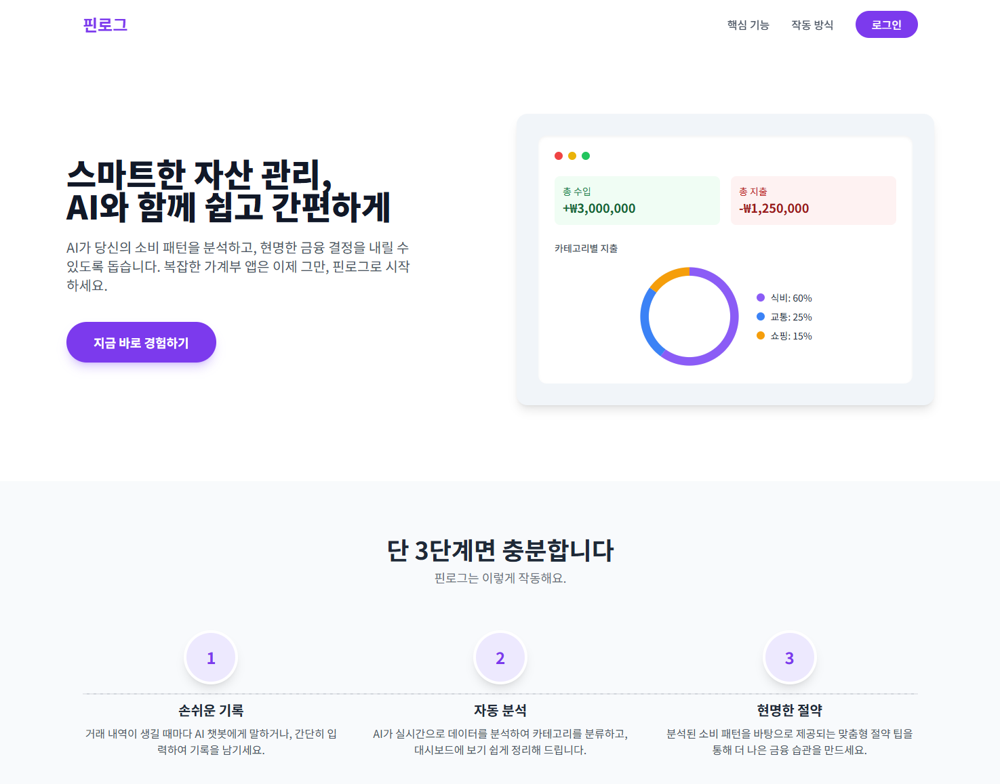 핀로그
핵심 기능
작동 방식
로그인
스마트한 자산 관리,
AI와 함께 쉽고 간편하게
AI가 당신의 소비 패턴을 분석하고, 현명한 금융 결정을 내릴 수
있도록 돕습니다. 복잡한 가계부 앱은 이제 그만, 핀로그로 시작
하세요.
지금 바로 경험하기
총 수입
+₩3,000,000
총 지출
-₩1,250,000
카테고리별 지출
식비: 60%
교통: 25%
쇼핑: 15%
단 3단계면 충분합니다
핀로그는 이렇게 작동해요.
1
손쉬운 기록
거래 내역이 생길 때마다 AI 챗봇에게 말하거나, 간단히 입
력하여 기록을 남기세요.
2
자동 분석
AI가 실시간으로 데이터를 분석하여 카테고리를 분류하고,
대시보드에 보기 쉽게 정리해 드립니다.
3
현명한 절약
분석된 소비 패턴을 바탕으로 제공되는 맞춤형 절약 팁을
통해 더 나은 금융 습관을 만드세요.